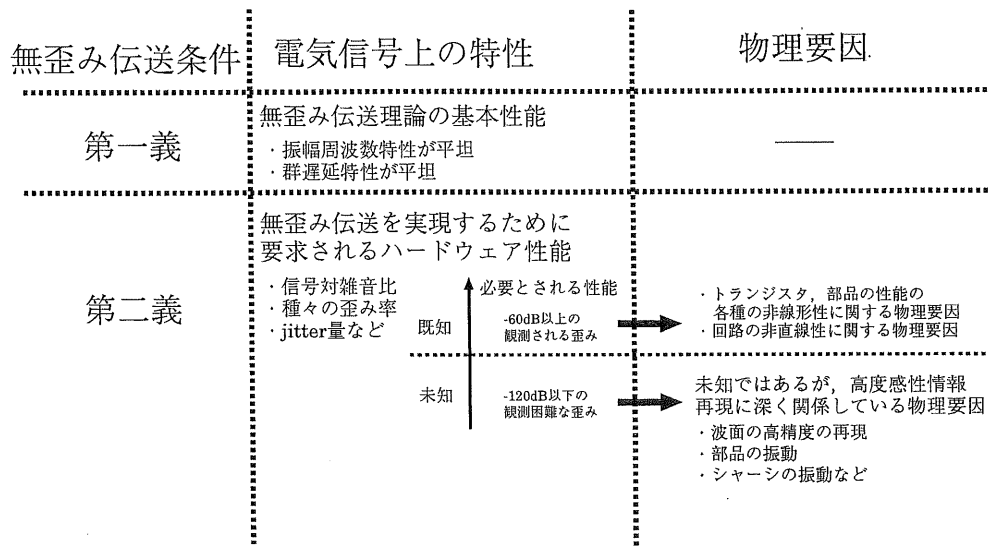 無歪み伝送条件
電気信号上の特性
物理要因
第一義
無歪み伝送理論の基本性能
・振幅周波数特性が平坦
・群遅延特性が平坦
第二義
無歪み伝送を実現するために
要求されるハードウェア性能
・信号対雑音比
・種々の歪み率
・jitter量など
必要とされる性能
既知
-60dB以上の
観測される歪み
・トランジスタ，部品の性能の
各種の非線形性に関する物理要因
・回路の非直線性に関する物理要因
未知
-120dB以下の
観測困難な歪み
未知ではあるが，高度感性情報
再現に深く関係している物理要因
・波面の高精度の再現
・部品の振動
・シャーシの振動など